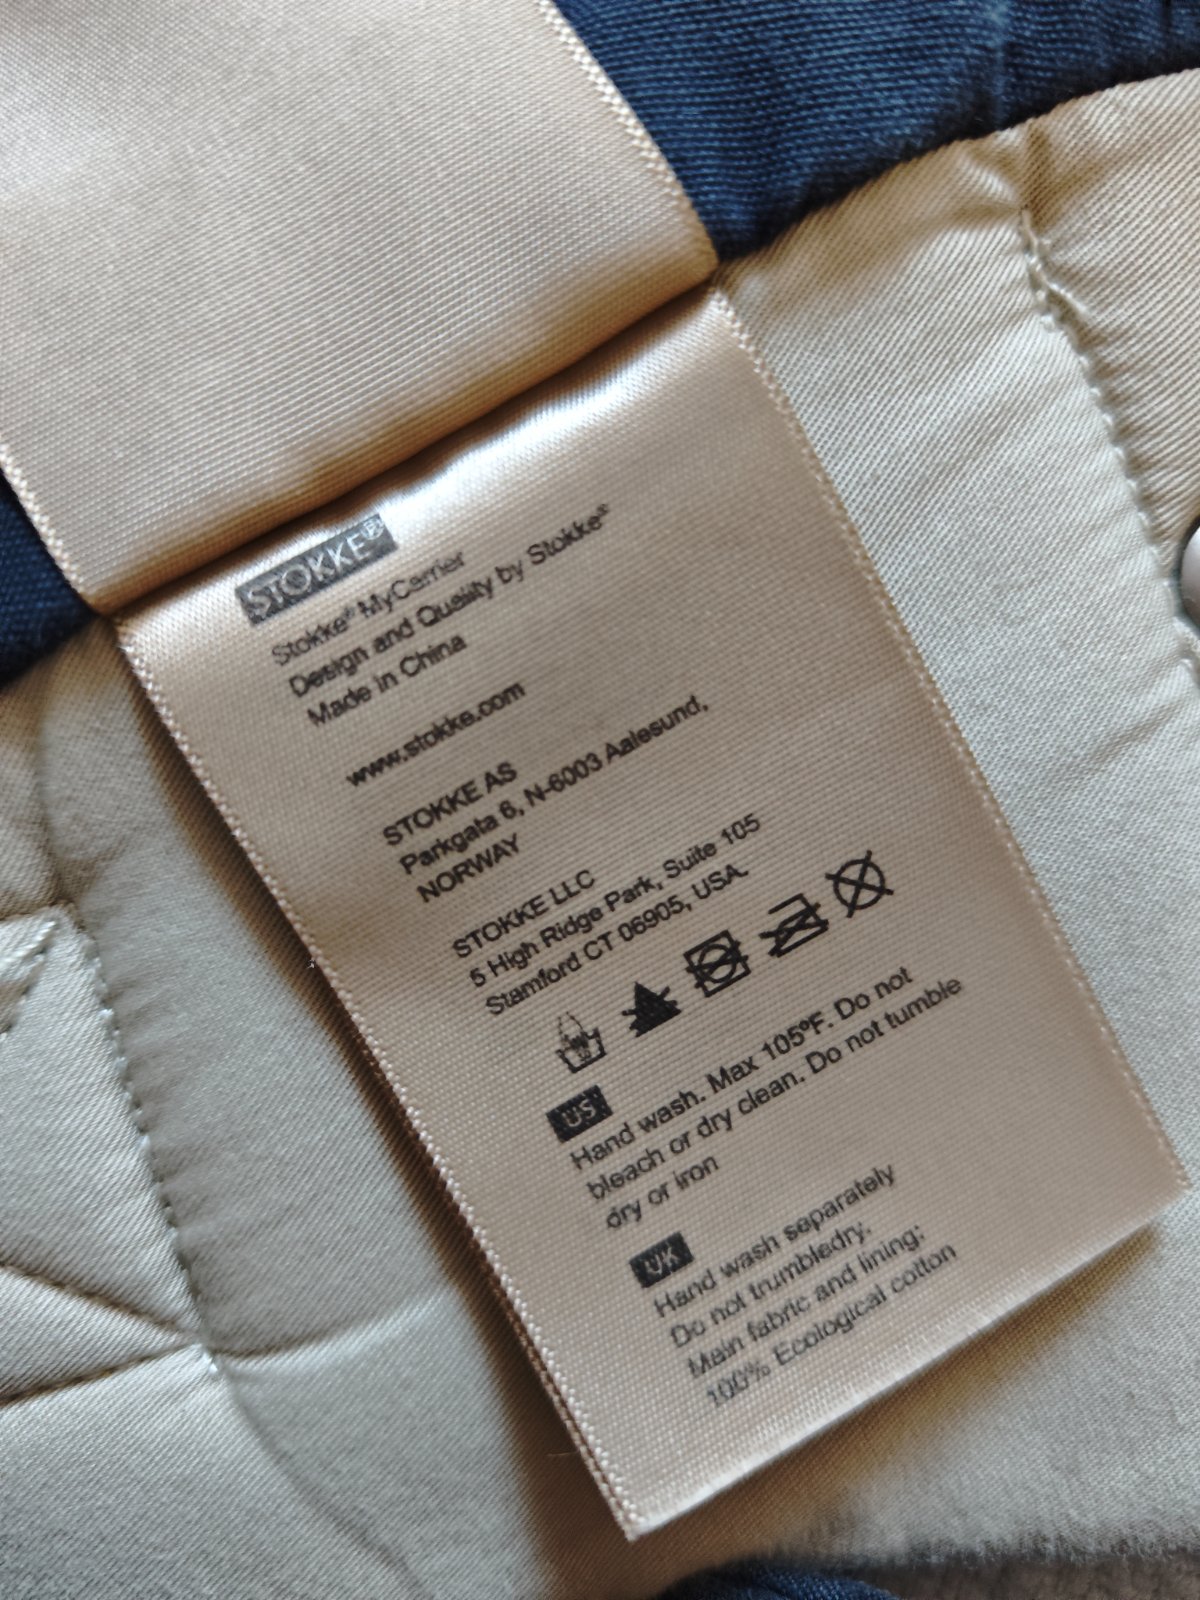 STOKKE®
Stokke® MyCarrier
Design and Quality by Stokke®
Made in China
www.stokke.com
STOKKE AS
Parkgata 6, N-6003 Aalesund,
NORWAY
STOKKE LLC
5 High Ridge Park, Suite 105
Stamford CT 06905, USA.
US
Hand wash. Max 105°F. Do not
bleach or dry clean. Do not tumble
dry or iron
UK
Hand wash separately
Do not trumbledry.
Main fabric and lining:
100% Ecological cotton